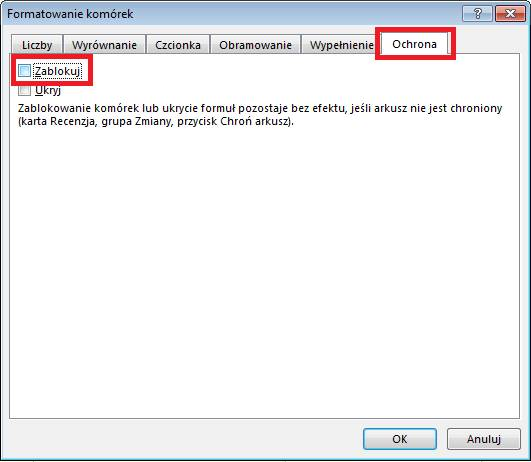 Formatowanie komórek
Liczby Wyrównanie Czcionka Obramowanie Wypełnienie Ochrona
Zablokuj
Ukryj
Zablokowanie komórek lub ukrycie formuł pozostaje bez efektu, jeśli arkusz nie jest chroniony
(karta Recenzja, grupa Zmiany, przycisk Chroń arkusz).
OK Anuluj